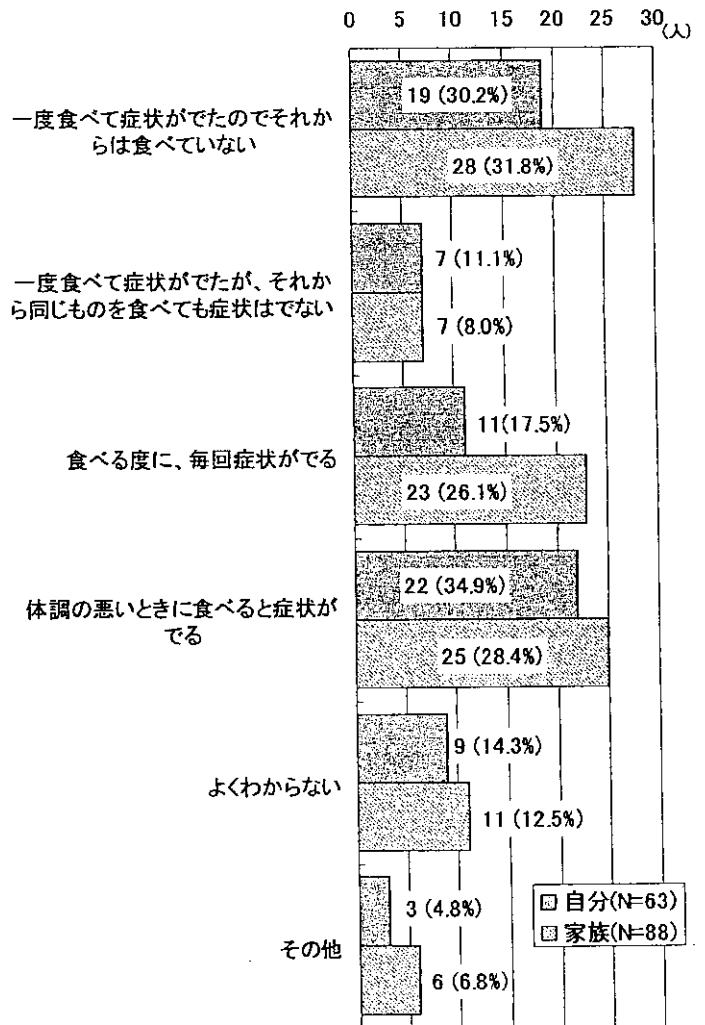 0 5 10 15 20 25 30
(人)
一度食べて症状がでたのでそれか
らは食べていない
19 (30.2%)
28 (31.8%)
一度食べて症状がでたが、それか
ら同じものを食べても症状はでない
7 (11.1%)
7 (8.0%)
食べる度に、毎回症状がでる
11(17.5%)
23 (26.1%)
体調の悪いときに食べると症状が
でる
22 (34.9%)
25 (28.4%)
よくわからない
9 (14.3%)
11 (12.5%)
その他
3 (4.8%)
6 (6.8%)
自分(N=63)
家族(N=88)